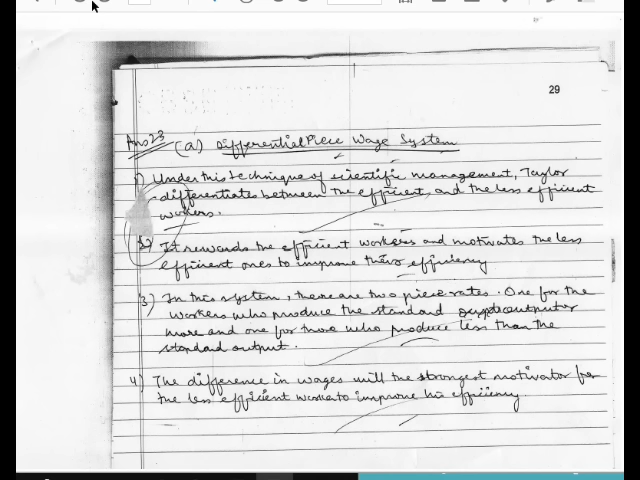 29
Ans23 (a) Differential Piece Wage System
1) Under this technique of scientific management, Taylor
differentiates between the efficient and the less efficient
workers.
2) It rewards the efficient workers and motivates the less
efficient ones to improve their efficiency
3) In this system, there are two piece rates. One for the
workers who produce the standard output or
more and one for those who produce less than the
standard output.
4) The difference in wages will the strongest motivator for
the less efficient worker to improve his efficiency